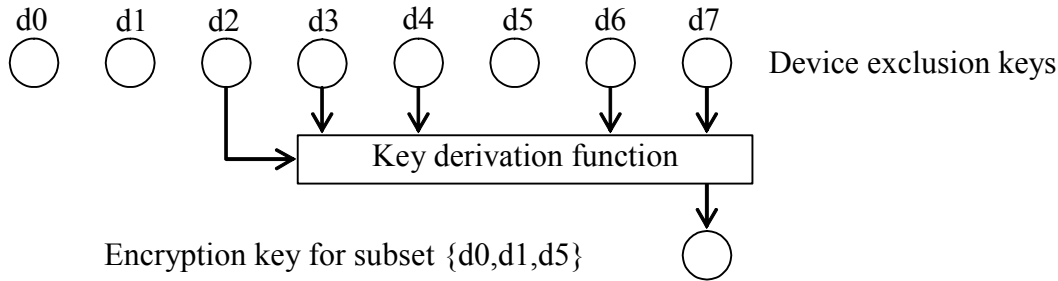 d0 d1 d2 d3 d4 d5 d6 d7
Device exclusion keys
Key derivation function
Encryption key for subset {d0,d1,d5}